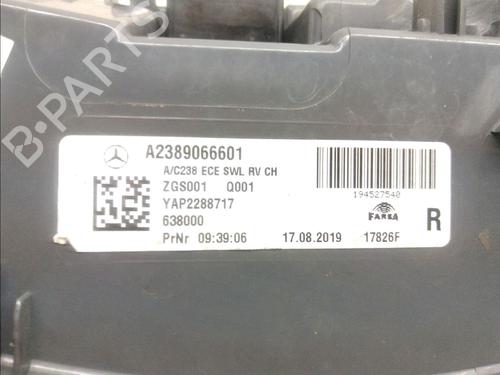 B-Parts
A2389066601
A/C238 ECE SWL RV CH
ZGS001 Q001
YAP2288717
638000
PrNr 09:39:06 17.08.2019 17826F
194527540
FARBA
R